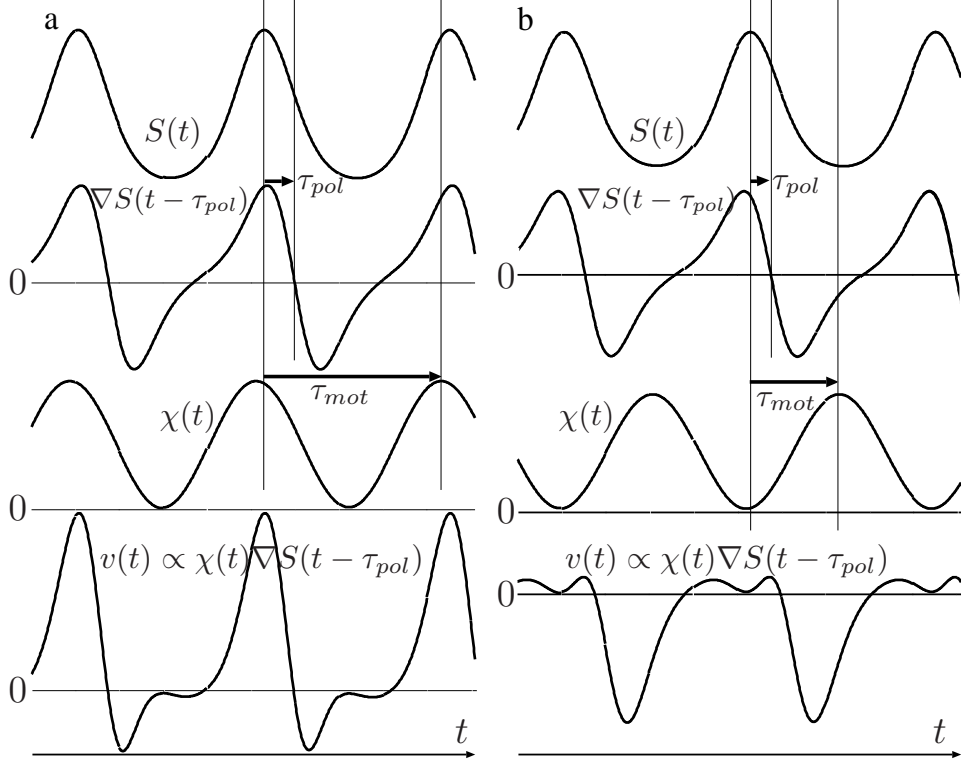 a
S(t)
τ_pol
∇S(t − τ_pol)
0
τ_mot
χ(t)
0
v(t) ∝ χ(t)∇S(t − τ_pol)
0
t
b
S(t)
τ_pol
∇S(t − τ_pol)
0
τ_mot
χ(t)
0
v(t) ∝ χ(t)∇S(t − τ_pol)
0
t